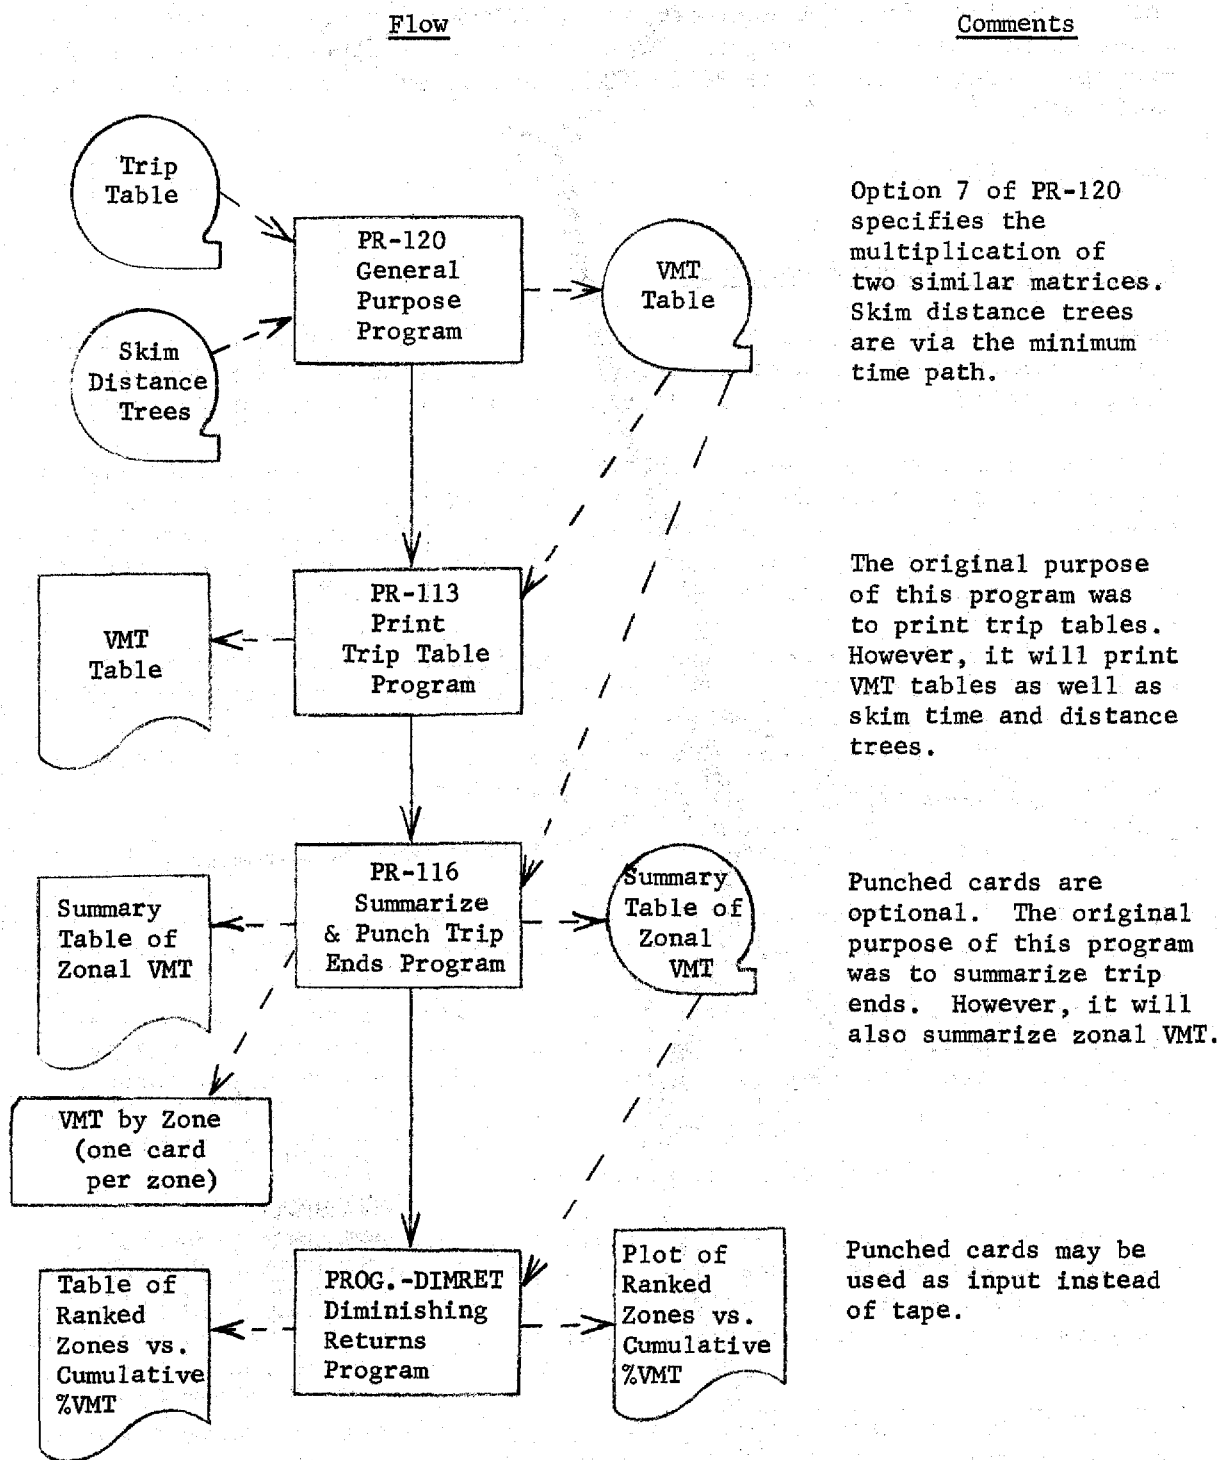 Flow
Comments
Trip
Table
PR-120
General
Purpose
Program
VMT
Table
Option 7 of PR-120
specifies the
multiplication of
two similar matrices.
Skim distance trees
are via the minimum
time path.
Skim
Distance
Trees
VMT
Table
PR-113
Print
Trip Table
Program
The original purpose
of this program was
to print trip tables.
However, it will print
VMT tables as well as
skim time and distance
trees.
Summary
Table of
Zonal VMT
PR-116
Summarize
& Punch Trip
Ends Program
Summary
Table of
Zonal
VMT
Punched cards are
optional. The original
purpose of this program
was to summarize trip
ends. However, it will
also summarize zonal VMT.
VMT by Zone
(one card
per zone)
Table of
Ranked
Zones vs.
Cumulative
%VMT
PROG.-DIMRET
Diminishing
Returns
Program
Plot of
Ranked
Zones vs.
Cumulative
%VMT
Punched cards may be
used as input instead
of tape.